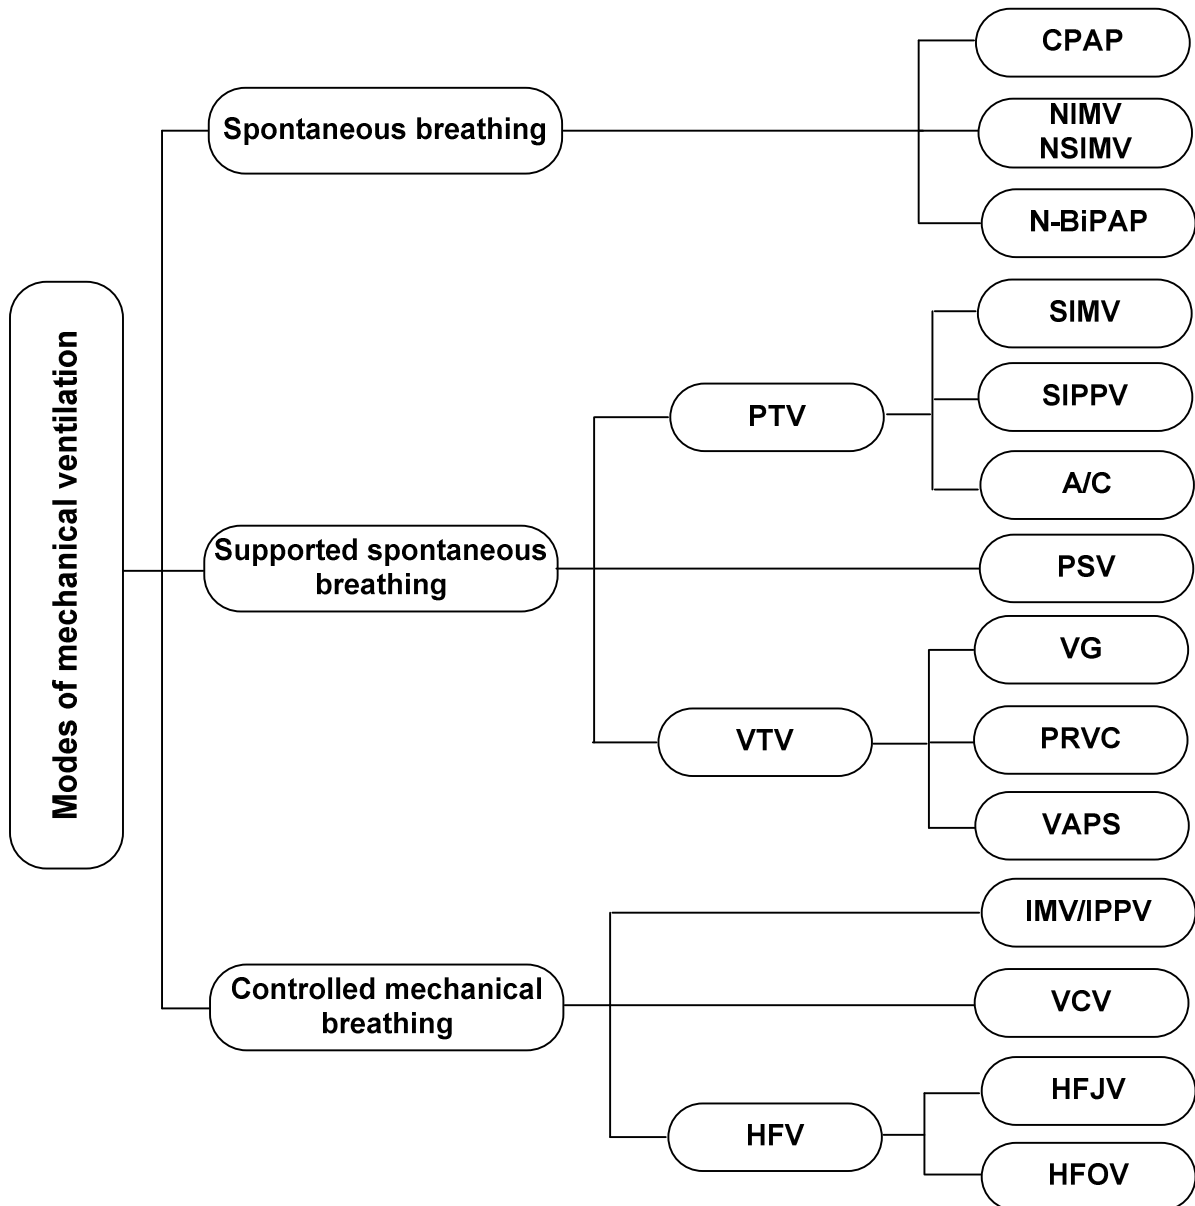 Modes of mechanical ventilation
Spontaneous breathing
CPAP
NIMV
NSIMV
N-BiPAP
Supported spontaneous
breathing
PTV
SIMV
SIPPV
A/C
PSV
VTV
VG
PRVC
VAPS
Controlled mechanical
breathing
IMV/IPPV
VCV
HFV
HFJV
HFOV